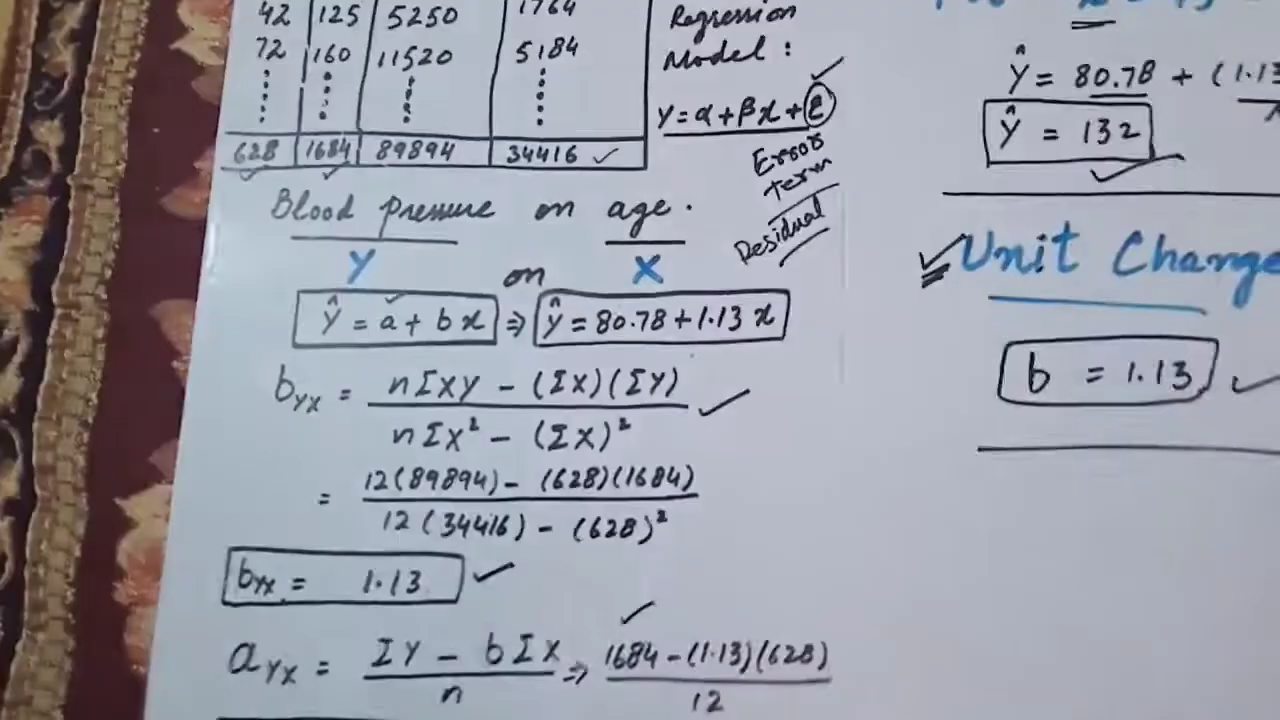 42 125 5250 1764
72 160 11520 5184
628 1684 89894 34416 ✓
Regression
Model :
Y = α + βx + ε
Error
Term
Residual
Blood Pressure on age.
Y on X
Ŷ = a + bx ⇒ Ŷ = 80.78 + 1.13 x
bYX = nΣXY - (ΣX)(ΣY) / nΣX² - (ΣX)²
= 12(89894) - (628)(1684) / 12(34416) - (628)²
bYX = 1.13
aYX = ΣY - bΣX / n ⇒ 1684 - (1.13)(628) / 12
Ŷ = 80.78 + (1.13
Ŷ = 132
Unit Change
b = 1.13